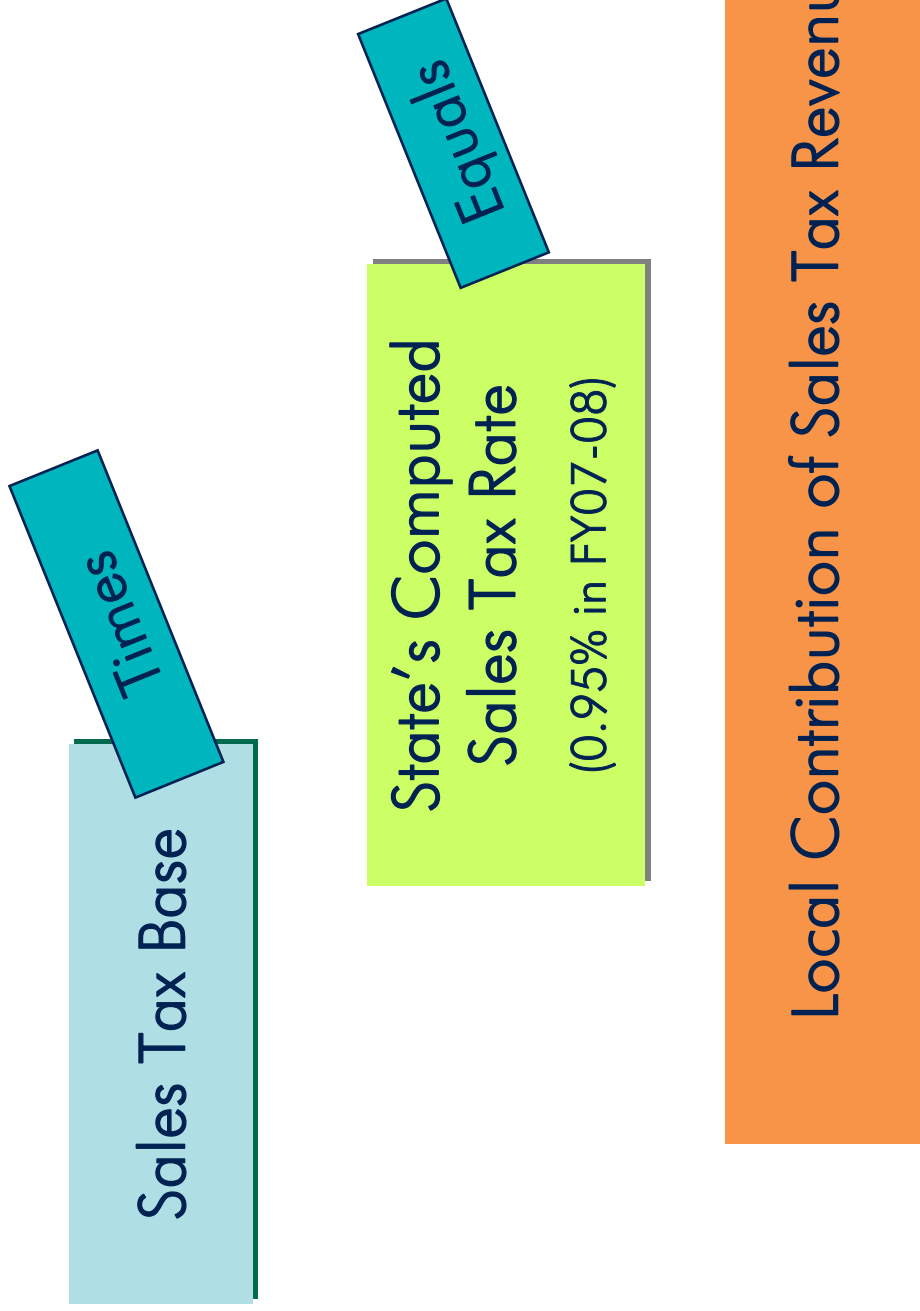 Sales Tax Base
Times
State's Computed
Sales Tax Rate
(0.95% in FY07-08)
Equals
Local Contribution of Sales Tax Revenu